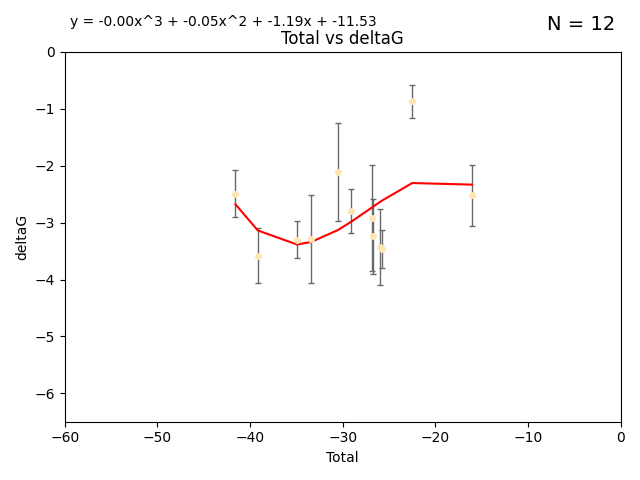 y = -0.00x^3 + -0.05x^2 + -1.19x + -11.53
N = 12
Total vs deltaG
0
−1
−2
−3
−4
−5
−6
deltaG
−60 −50 −40 −30 −20 −10 0
Total